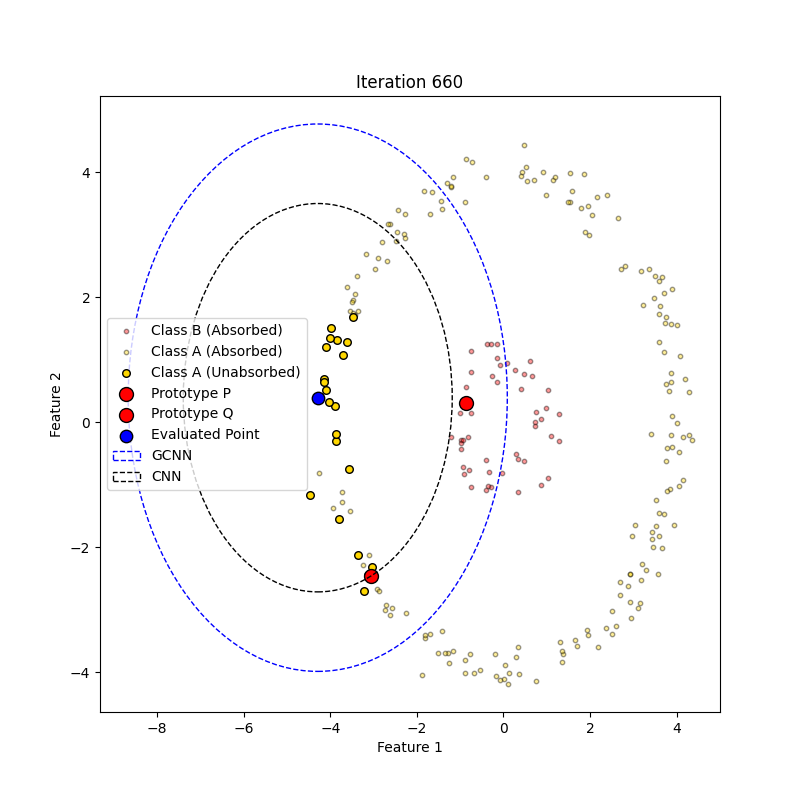 Iteration 660
Feature 2
4
2
0
−2
−4
Class B (Absorbed)
Class A (Absorbed)
Class A (Unabsorbed)
Prototype P
Prototype Q
Evaluated Point
GCNN
CNN
−8 −6 −4 −2 0 2 4
Feature 1